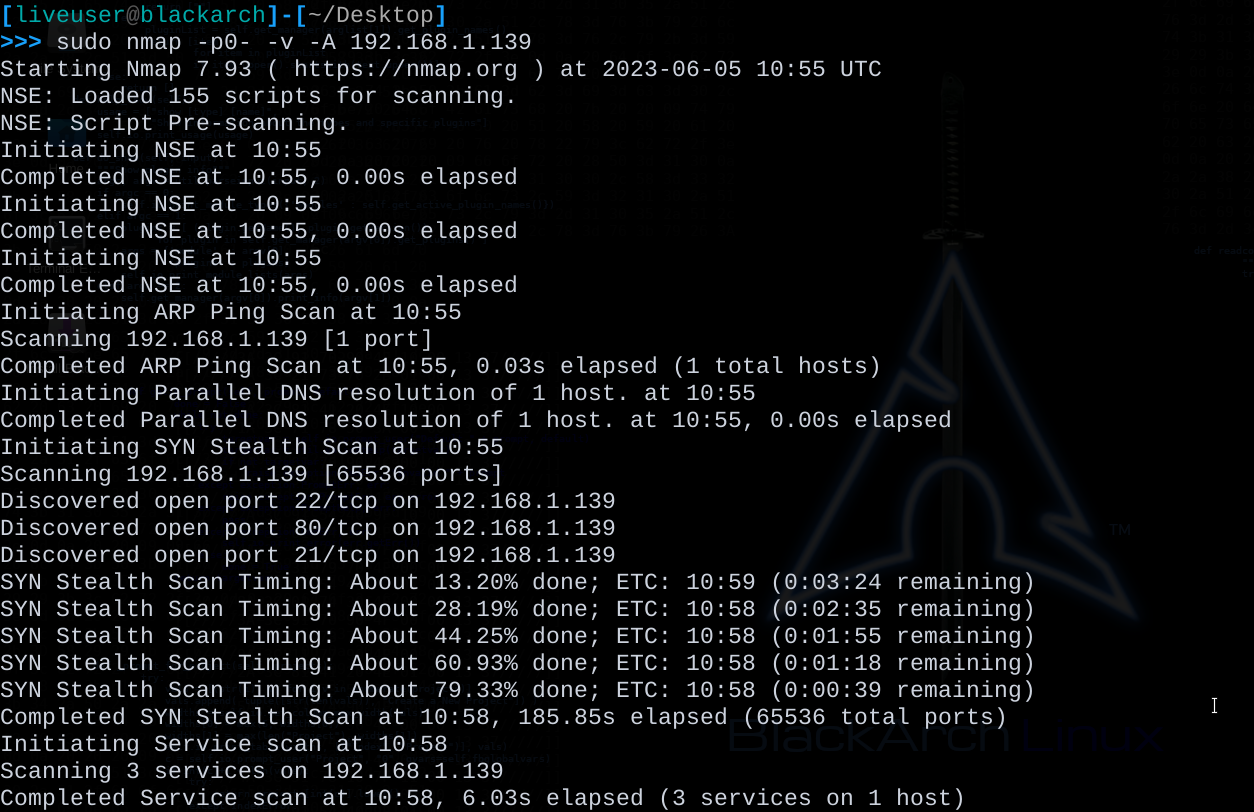 [liveuser@blackarch]-[~/Desktop]
>>> sudo nmap -p0- -v -A 192.168.1.139
Starting Nmap 7.93 ( https://nmap.org ) at 2023-06-05 10:55 UTC
NSE: Loaded 155 scripts for scanning.
NSE: Script Pre-scanning.
Initiating NSE at 10:55
Completed NSE at 10:55, 0.00s elapsed
Initiating NSE at 10:55
Completed NSE at 10:55, 0.00s elapsed
Initiating NSE at 10:55
Completed NSE at 10:55, 0.00s elapsed
Initiating ARP Ping Scan at 10:55
Scanning 192.168.1.139 [1 port]
Completed ARP Ping Scan at 10:55, 0.03s elapsed (1 total hosts)
Initiating Parallel DNS resolution of 1 host. at 10:55
Completed Parallel DNS resolution of 1 host. at 10:55, 0.00s elapsed
Initiating SYN Stealth Scan at 10:55
Scanning 192.168.1.139 [65536 ports]
Discovered open port 22/tcp on 192.168.1.139
Discovered open port 80/tcp on 192.168.1.139
Discovered open port 21/tcp on 192.168.1.139
SYN Stealth Scan Timing: About 13.20% done; ETC: 10:59 (0:03:24 remaining)
SYN Stealth Scan Timing: About 28.19% done; ETC: 10:58 (0:02:35 remaining)
SYN Stealth Scan Timing: About 44.25% done; ETC: 10:58 (0:01:55 remaining)
SYN Stealth Scan Timing: About 60.93% done; ETC: 10:58 (0:01:18 remaining)
SYN Stealth Scan Timing: About 79.33% done; ETC: 10:58 (0:00:39 remaining)
Completed SYN Stealth Scan at 10:58, 185.85s elapsed (65536 total ports)
Initiating Service scan at 10:58
Scanning 3 services on 192.168.1.139
Completed Service scan at 10:58, 6.03s elapsed (3 services on 1 host)
TM
BlackArch Linux